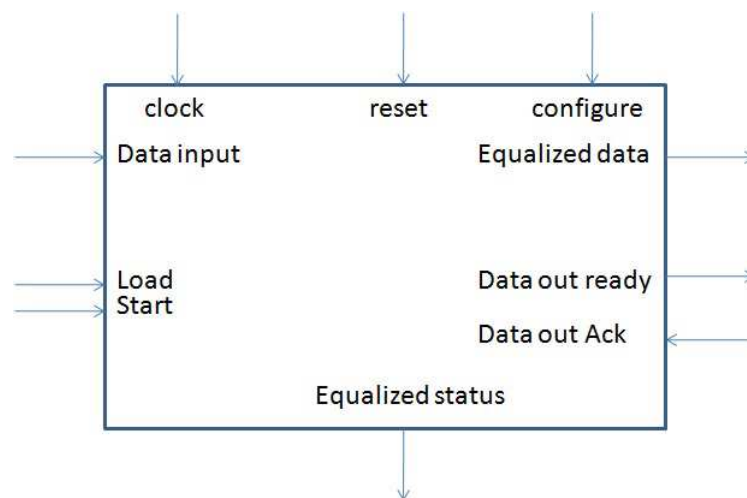 clock reset configure
Data input Equalized data
Load Data out ready
Start
Data out Ack
Equalized status